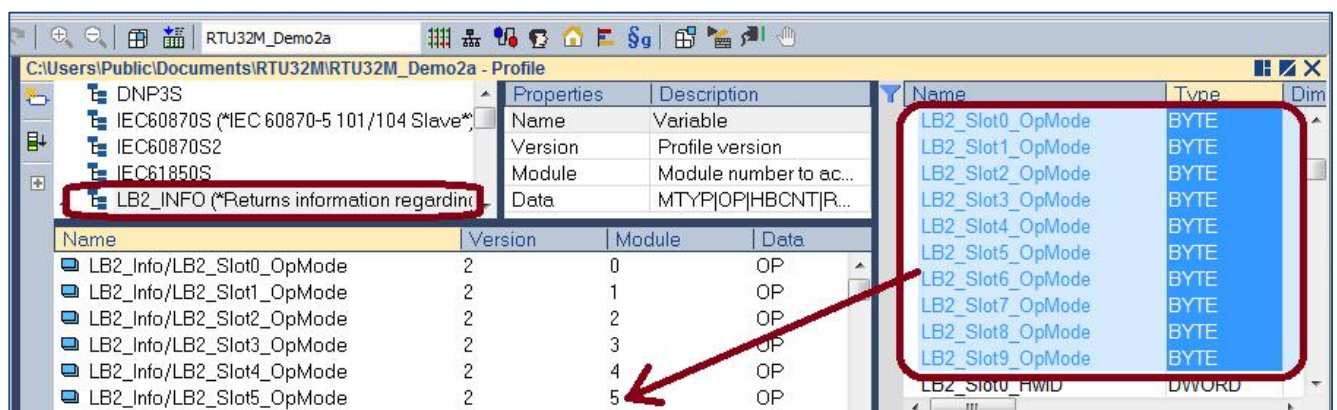 RTU32M_Demo2a
C:\Users\Public\Documents\RTU32M\RTU32M_Demo2a - Profile
DNP3S
IEC60870S (*IEC 60870-5 101/104 Slave*)
IEC60870S2
IEC61850S
LB2_INFO (*Returns information regarding
Properties Description
Name Variable
Version Profile version
Module Module number to ac...
Data MTYP|OP|HBCNT|R...
Name Version Module Data
LB2_Info/LB2_Slot0_OpMode 2 0 OP
LB2_Info/LB2_Slot1_OpMode 2 1 OP
LB2_Info/LB2_Slot2_OpMode 2 2 OP
LB2_Info/LB2_Slot3_OpMode 2 3 OP
LB2_Info/LB2_Slot4_OpMode 2 4 OP
LB2_Info/LB2_Slot5_OpMode 2 5 OP
Name Type Dim
LB2_Slot0_OpMode BYTE
LB2_Slot1_OpMode BYTE
LB2_Slot2_OpMode BYTE
LB2_Slot3_OpMode BYTE
LB2_Slot4_OpMode BYTE
LB2_Slot5_OpMode BYTE
LB2_Slot6_OpMode BYTE
LB2_Slot7_OpMode BYTE
LB2_Slot8_OpMode BYTE
LB2_Slot9_OpMode BYTE
LB2_Slot0_HwID DWORD